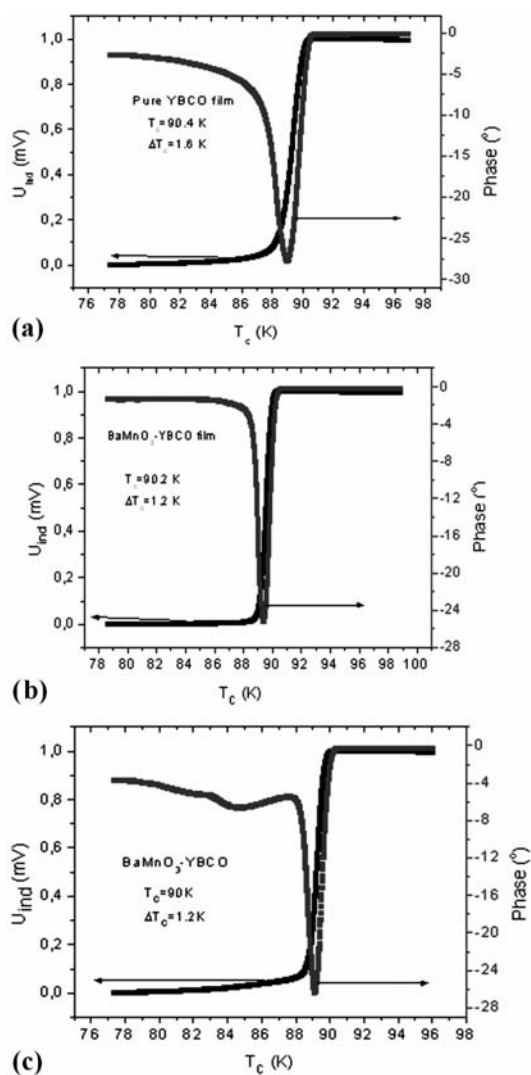 1,0
0,8
0,6
0,4
0,2
0,0
U_ind (mV)
Pure YBCO film
T_c=90.4 K
ΔT_c=1.6 K
0
-5
-10
-15
-20
-25
-30
Phase (°)
76 78 80 82 84 86 88 90 92 94 96 98
T_c (K)
(a)
1,0
0,8
0,6
0,4
0,2
0,0
U_ind (mV)
BaMnO_3-YBCO film
T_c=90.2 K
ΔT_c=1.2 K
0
-4
-8
-12
-16
-20
-24
-28
Phase (°)
78 80 82 84 86 88 90 92 94 96 98 100
T_c (K)
(b)
1,0
0,8
0,6
0,4
0,2
0,0
U_ind (mV)
BaMnO_3-YBCO
T_c=90K
ΔT_c=1.2K
0
-4
-8
-12
-16
-20
-24
-28
Phase (°)
76 78 80 82 84 86 88 90 92 94 96 98
T_c (K)
(c)